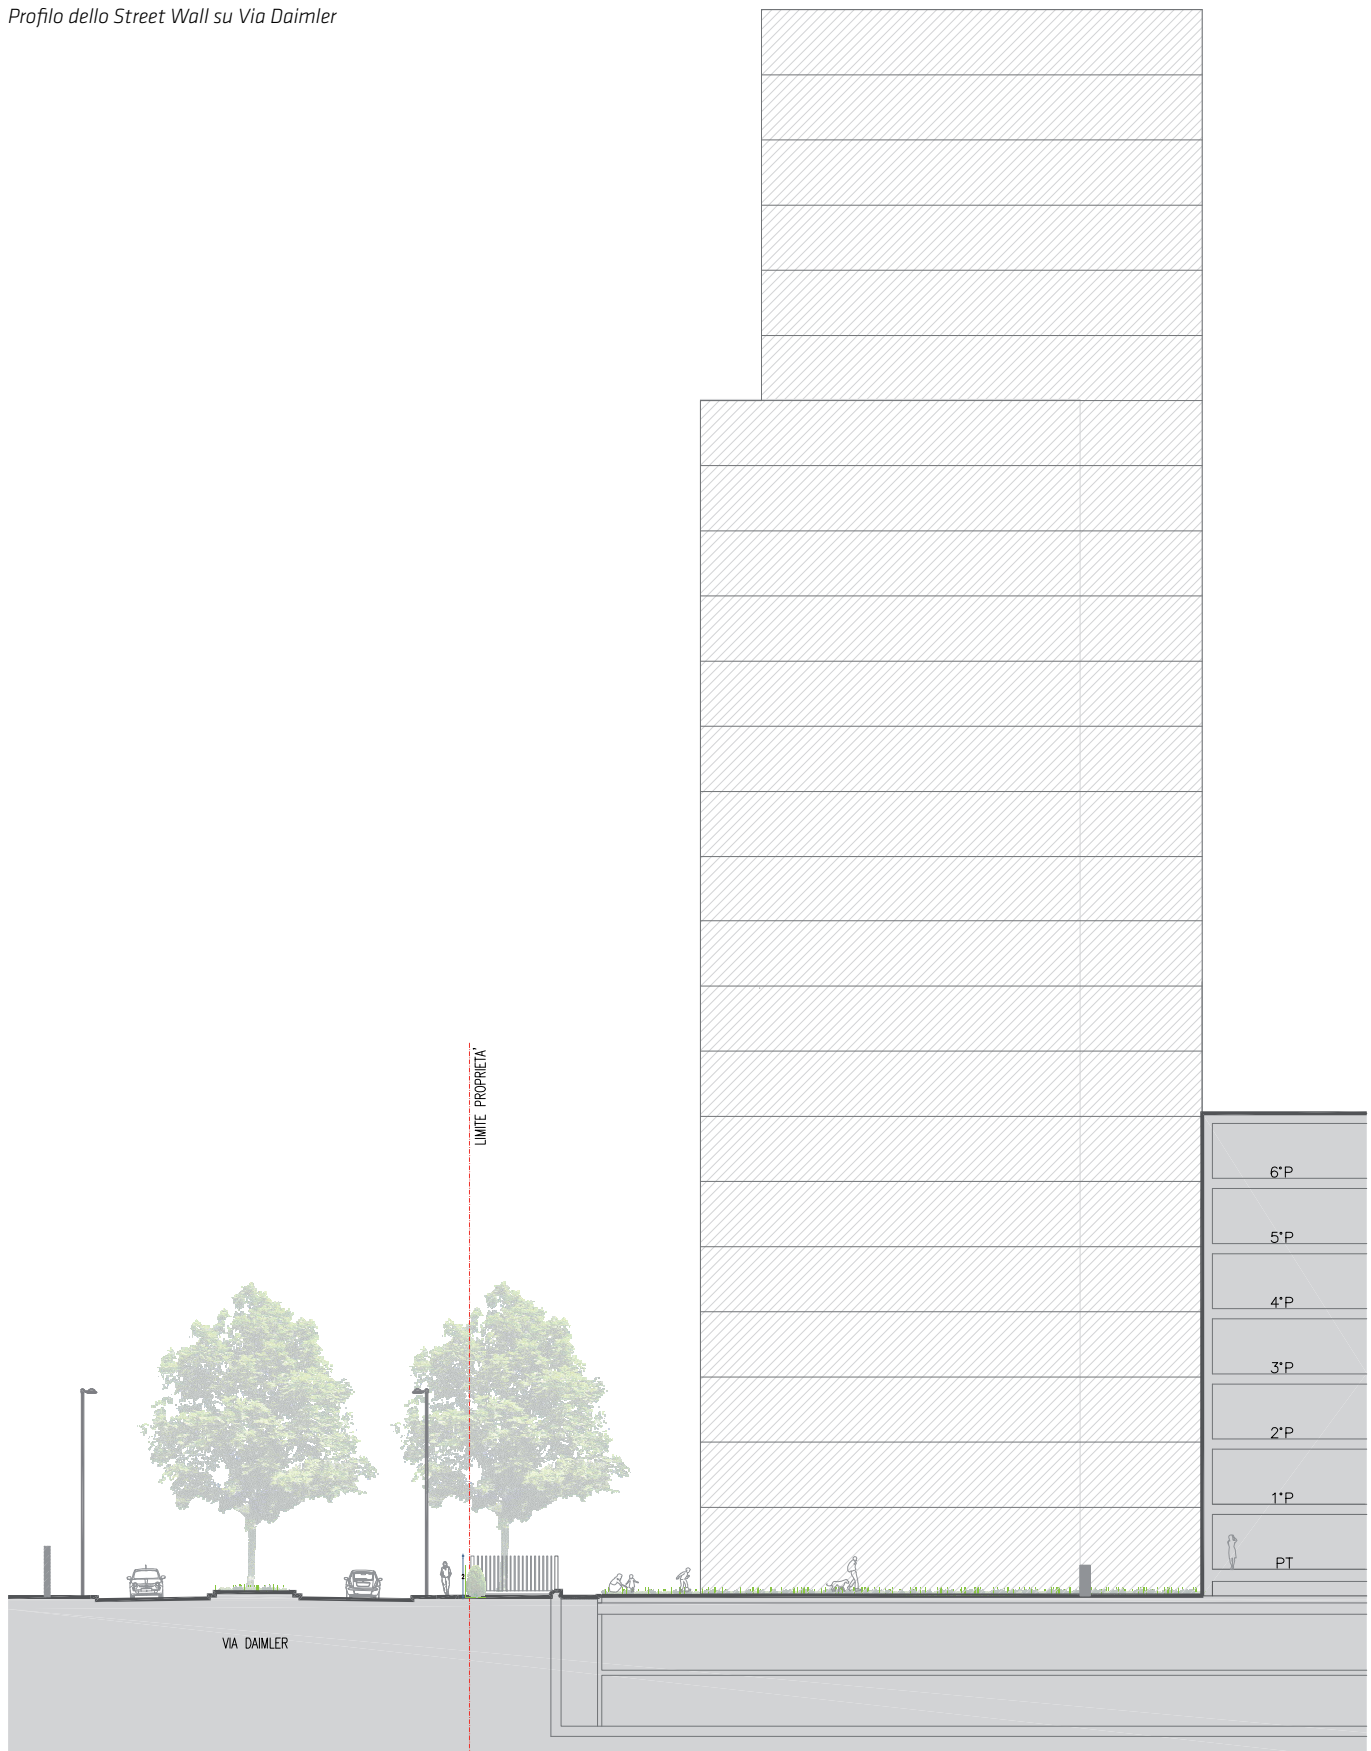 Profilo dello Street Wall su Via Daimler
LIMITE PROPRIETA'
6°P
5°P
4°P
3°P
2°P
1°P
PT
VIA DAIMLER